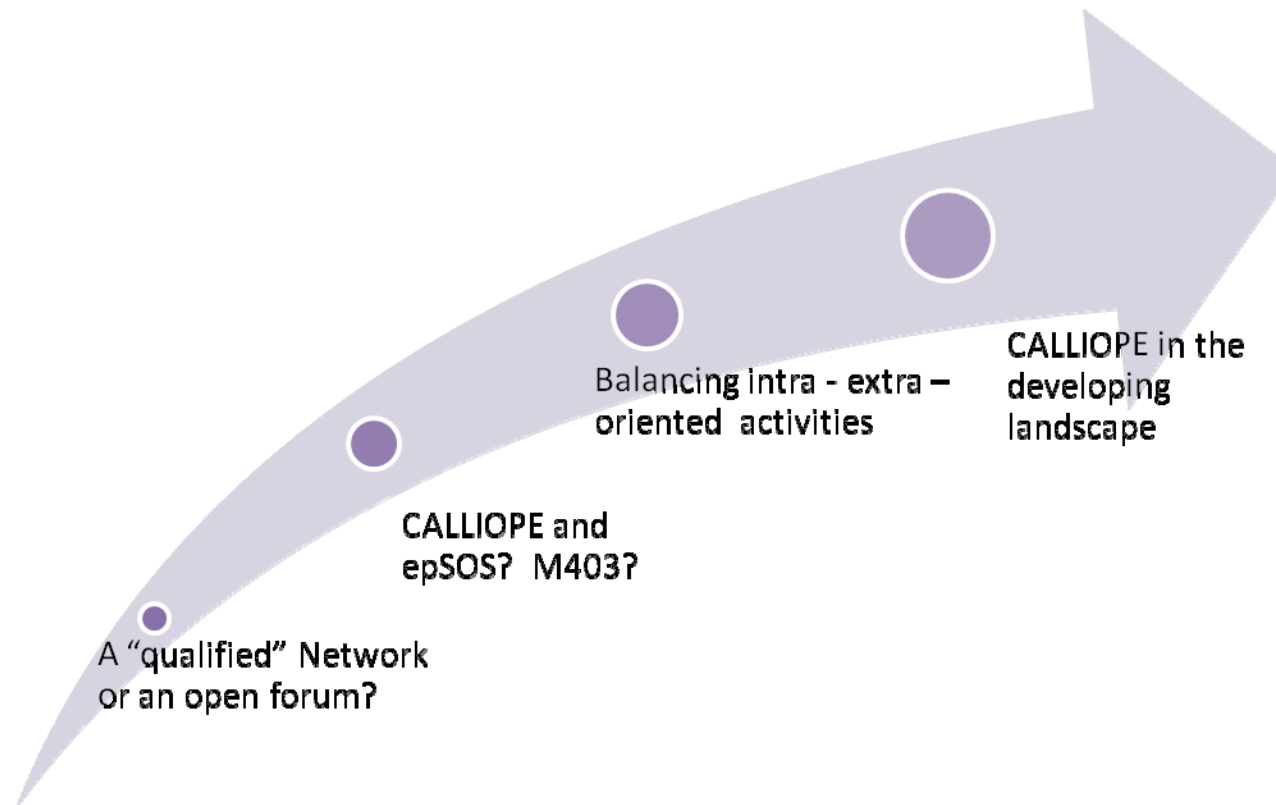 A “qualified” Network
or an open forum?
CALLIOPE and
epSOS? M403?
Balancing intra - extra –
oriented activities
CALLIOPE in the
developing
landscape